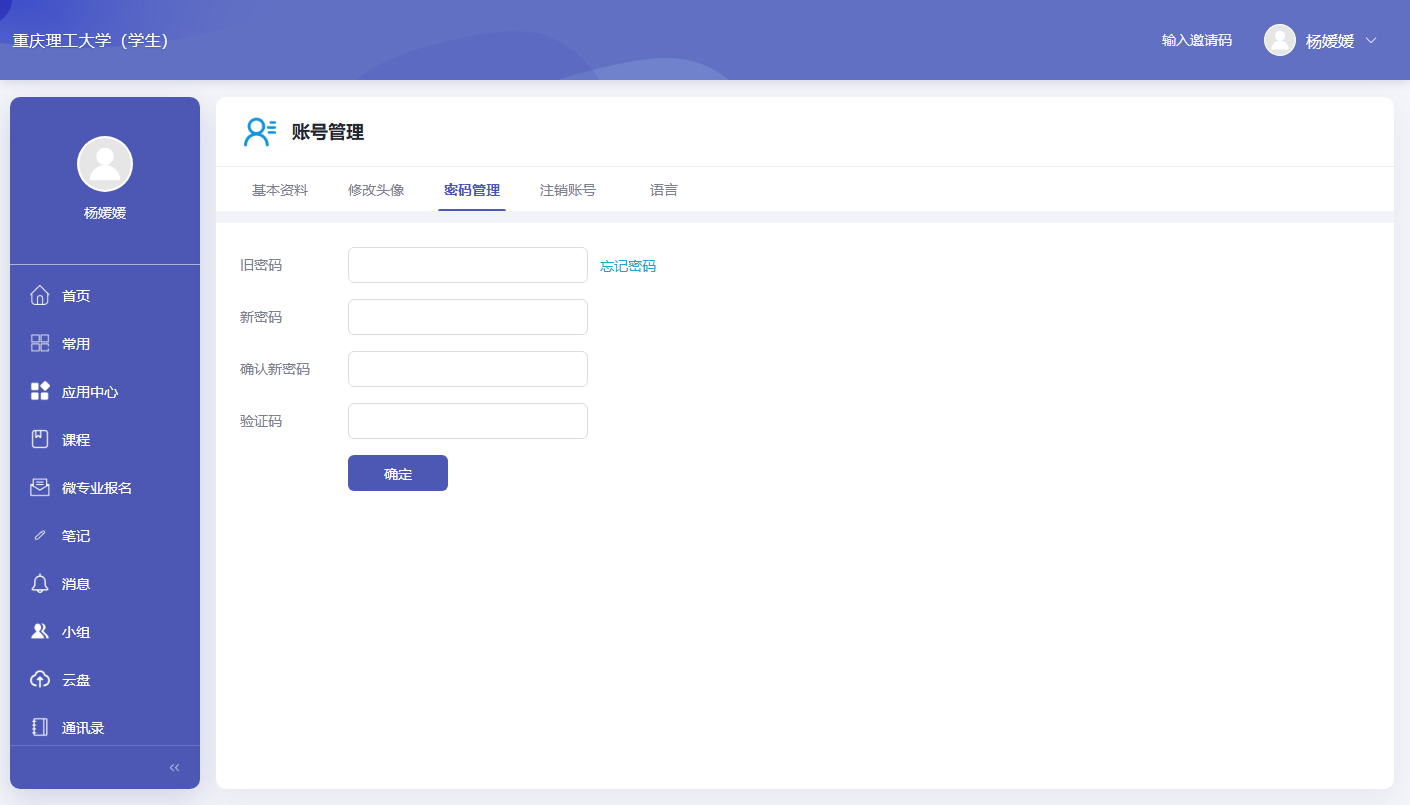 重庆理工大学（学生）
输入邀请码
杨媛媛
杨媛媛
首页
常用
应用中心
课程
微专业报名
笔记
消息
小组
云盘
通讯录
账号管理
基本资料 修改头像 密码管理 注销账号 语言
旧密码 忘记密码
新密码
确认新密码
验证码
确定